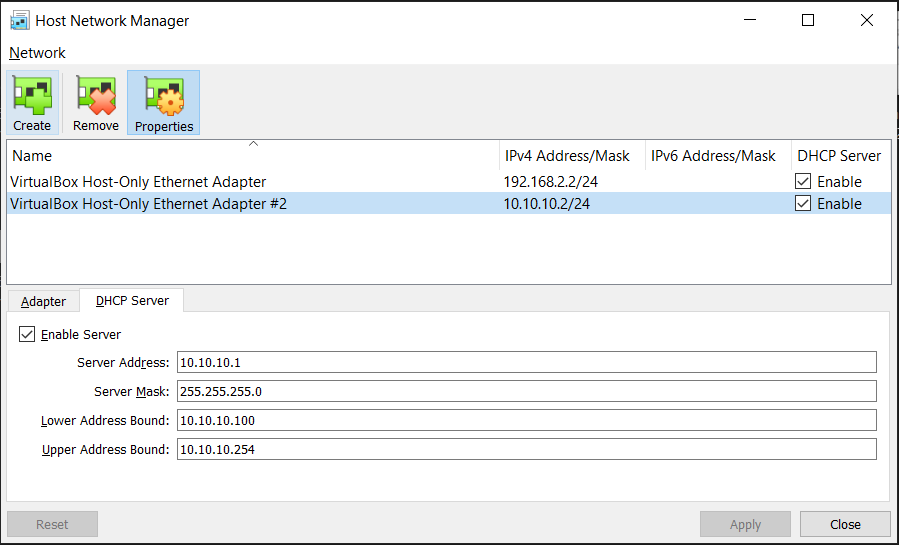 Host Network Manager
Network
Create Remove Properties
Name IPv4 Address/Mask IPv6 Address/Mask DHCP Server
VirtualBox Host-Only Ethernet Adapter 192.168.2.2/24 Enable
VirtualBox Host-Only Ethernet Adapter #2 10.10.10.2/24 Enable
Adapter DHCP Server
Enable Server
Server Address: 10.10.10.1
Server Mask: 255.255.255.0
Lower Address Bound: 10.10.10.100
Upper Address Bound: 10.10.10.254
Reset Apply Close